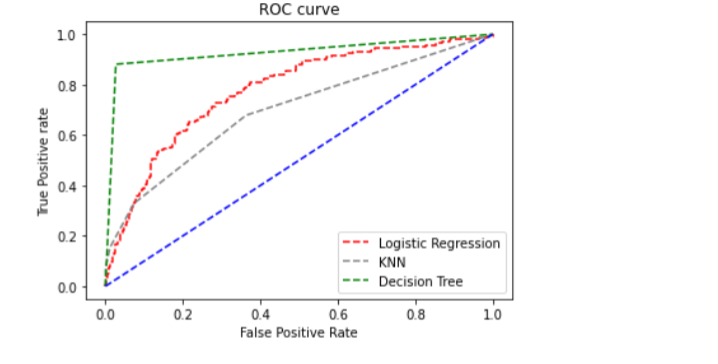 ROC curve
True Positive rate
1.0
0.8
0.6
0.4
0.2
0.0
Logistic Regression
KNN
Decision Tree
0.0 0.2 0.4 0.6 0.8 1.0
False Positive Rate